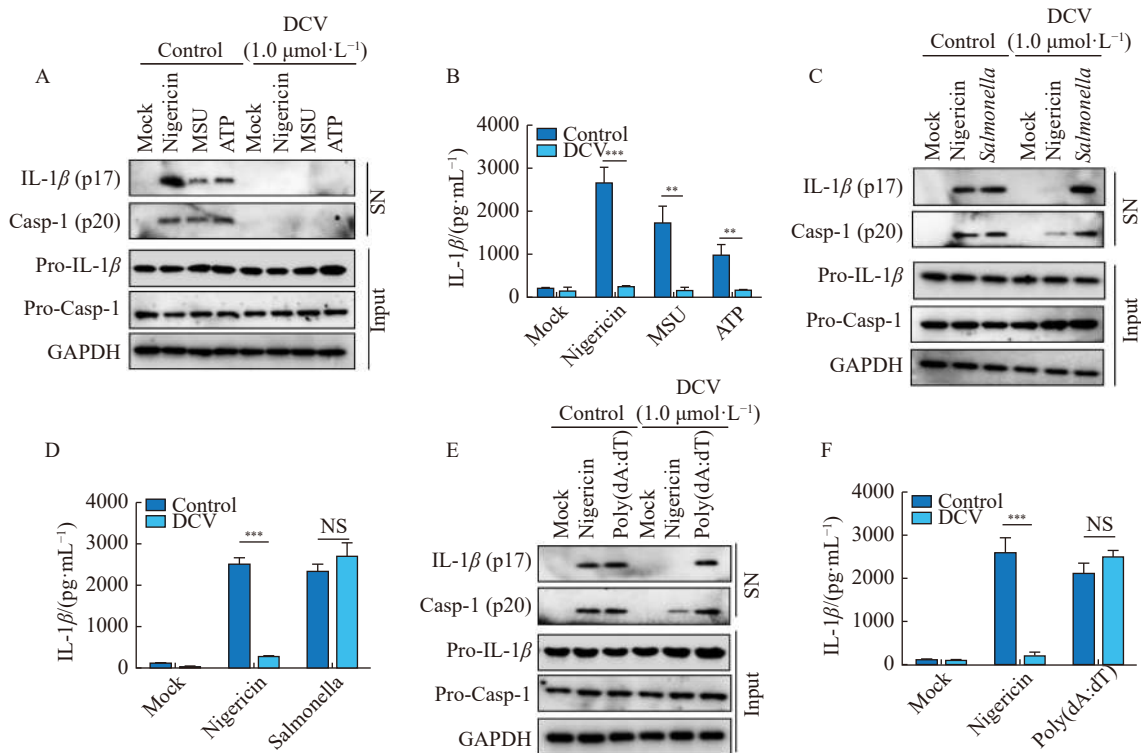 A
Control
DCV
(1.0 μmol·L⁻¹)
Mock
Nigericin
MSU
ATP
Mock
Nigericin
MSU
ATP
IL-1β (p17)
Casp-1 (p20)
SN
Pro-IL-1β
Pro-Casp-1
GAPDH
Input
B
Control
DCV
IL-1β/(pg·mL⁻¹)
4000
3000
2000
1000
0
***
**
**
Mock
Nigericin
MSU
ATP
C
Control
DCV
(1.0 μmol·L⁻¹)
Mock
Nigericin
Salmonella
Mock
Nigericin
Salmonella
IL-1β (p17)
Casp-1 (p20)
SN
Pro-IL-1β
Pro-Casp-1
GAPDH
Input
D
Control
DCV
IL-1β/(pg·mL⁻¹)
4000
3000
2000
1000
0
***
NS
Mock
Nigericin
Salmonella
E
Control
DCV
(1.0 μmol·L⁻¹)
Mock
Nigericin
Poly(dA:dT)
Mock
Nigericin
Poly(dA:dT)
IL-1β (p17)
Casp-1 (p20)
SN
Pro-IL-1β
Pro-Casp-1
GAPDH
Input
F
Control
DCV
IL-1β/(pg·mL⁻¹)
4000
3000
2000
1000
0
***
NS
Mock
Nigericin
Poly(dA:dT)